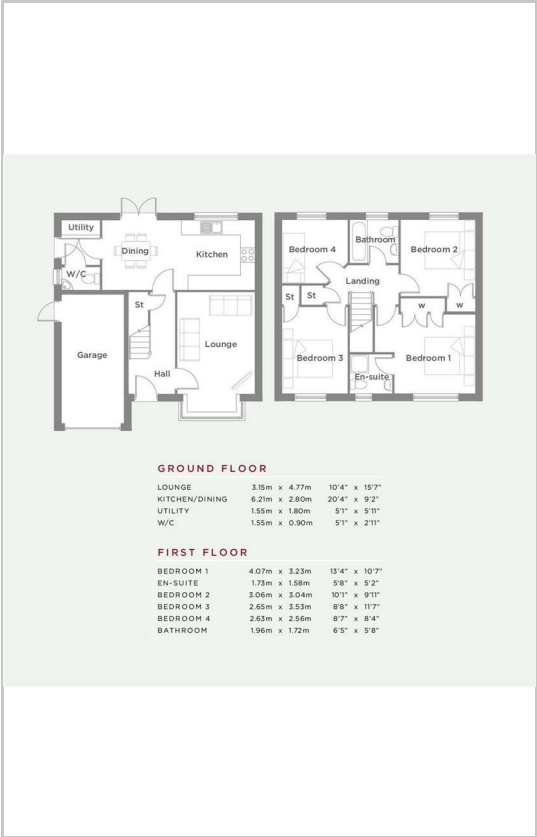 Utility
Dining
Kitchen
W/C
St
Garage
Lounge
Hall
Bedroom 4
Bathroom
Bedroom 2
Landing
St
St
W
W
Bedroom 3
Bedroom 1
En-suite
GROUND FLOOR
LOUNGE 3.15m x 4.77m 10'4" x 15'7"
KITCHEN/DINING 6.21m x 2.80m 20'4" x 9'2"
UTILITY 1.55m x 1.80m 5'1" x 5'11"
W/C 1.55m x 0.90m 5'1" x 2'11"
FIRST FLOOR
BEDROOM 1 4.07m x 3.23m 13'4" x 10'7"
EN-SUITE 1.73m x 1.58m 5'8" x 5'2"
BEDROOM 2 3.06m x 3.04m 10'1" x 9'11"
BEDROOM 3 2.65m x 3.53m 8'8" x 11'7"
BEDROOM 4 2.63m x 2.56m 8'7" x 8'4"
BATHROOM 1.96m x 1.72m 6'5" x 5'8"